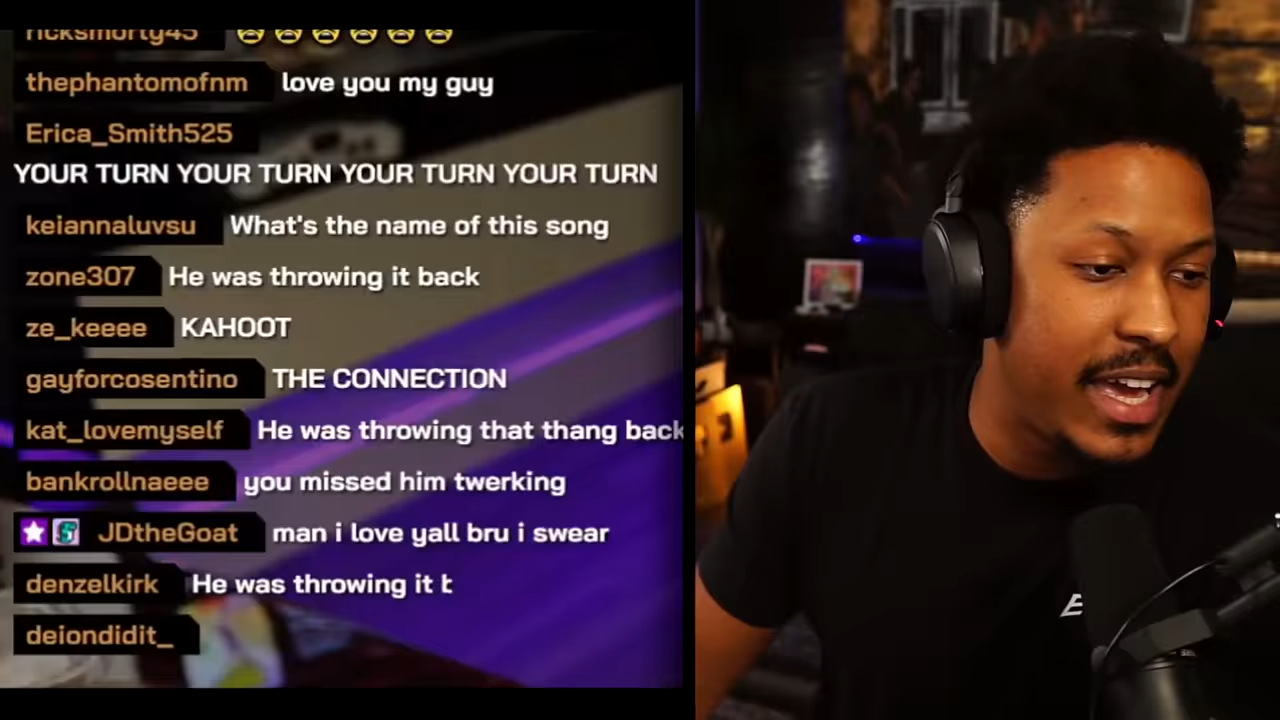 ricksmorty45
thephantomofnm love you my guy
Erica_Smith525
YOUR TURN YOUR TURN YOUR TURN YOUR TURN
keiannaluvsu What's the name of this song
zone307 He was throwing it back
ze_keeee KAHOOT
gayforcosentino THE CONNECTION
kat_lovemyself He was throwing that thang back
bankrollnaeee you missed him twerking
JDtheGoat man i love yall bru i swear
denzelkirk He was throwing it
deiondidit_